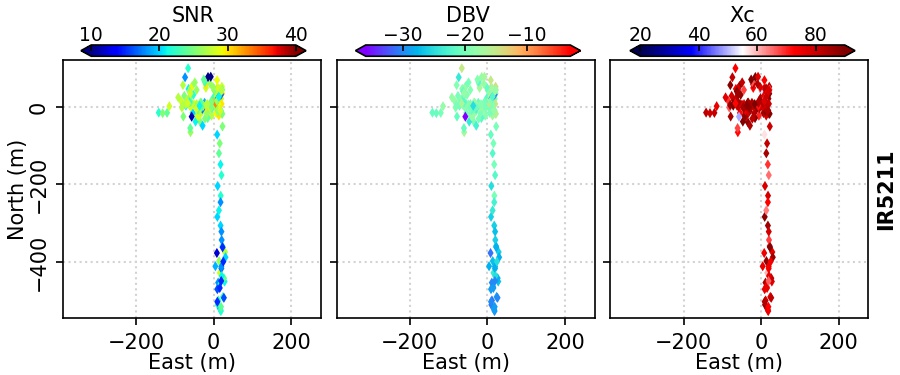 SNR DBV Xc
10 20 30 40 −30 −20 −10 20 40 60 80
0
−200
−400
North (m)
−200 0 200 −200 0 200 −200 0 200
East (m) East (m) East (m)
IR5211